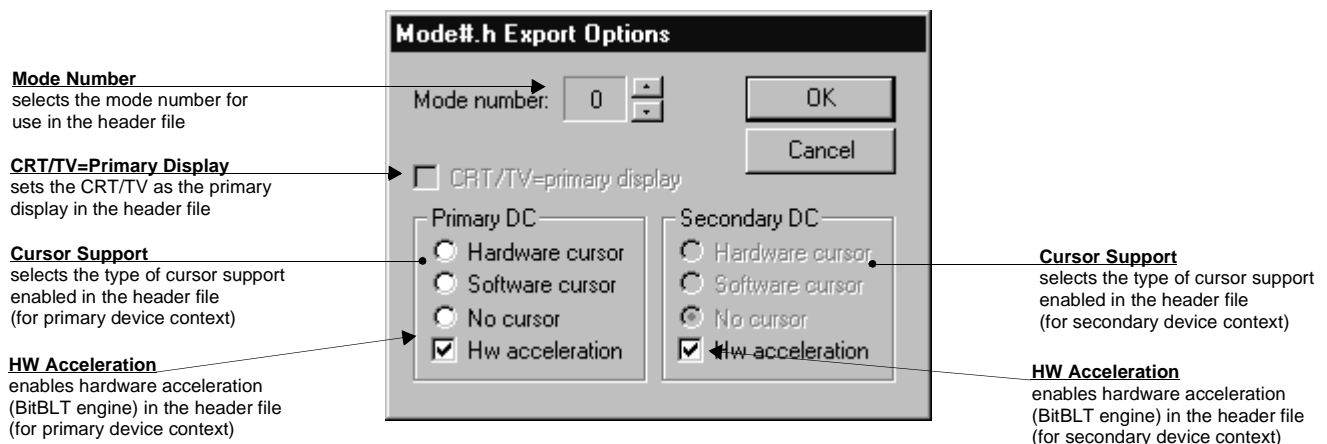 Mode#.h Export Options
Mode Number
selects the mode number for
use in the header file
Mode number: 0
OK
Cancel
CRT/TV=Primary Display
sets the CRT/TV as the primary
display in the header file
CRT/TV=primary display
Cursor Support
selects the type of cursor support
enabled in the header file
(for primary device context)
HW Acceleration
enables hardware acceleration
(BitBLT engine) in the header file
(for primary device context)
Primary DC
Hardware cursor
Software cursor
No cursor
Hw acceleration
Secondary DC
Hardware cursor
Software cursor
No cursor
Hw acceleration
Cursor Support
selects the type of cursor support
enabled in the header file
(for secondary device context)
HW Acceleration
enables hardware acceleration
(BitBLT engine) in the header file
(for secondary device context)